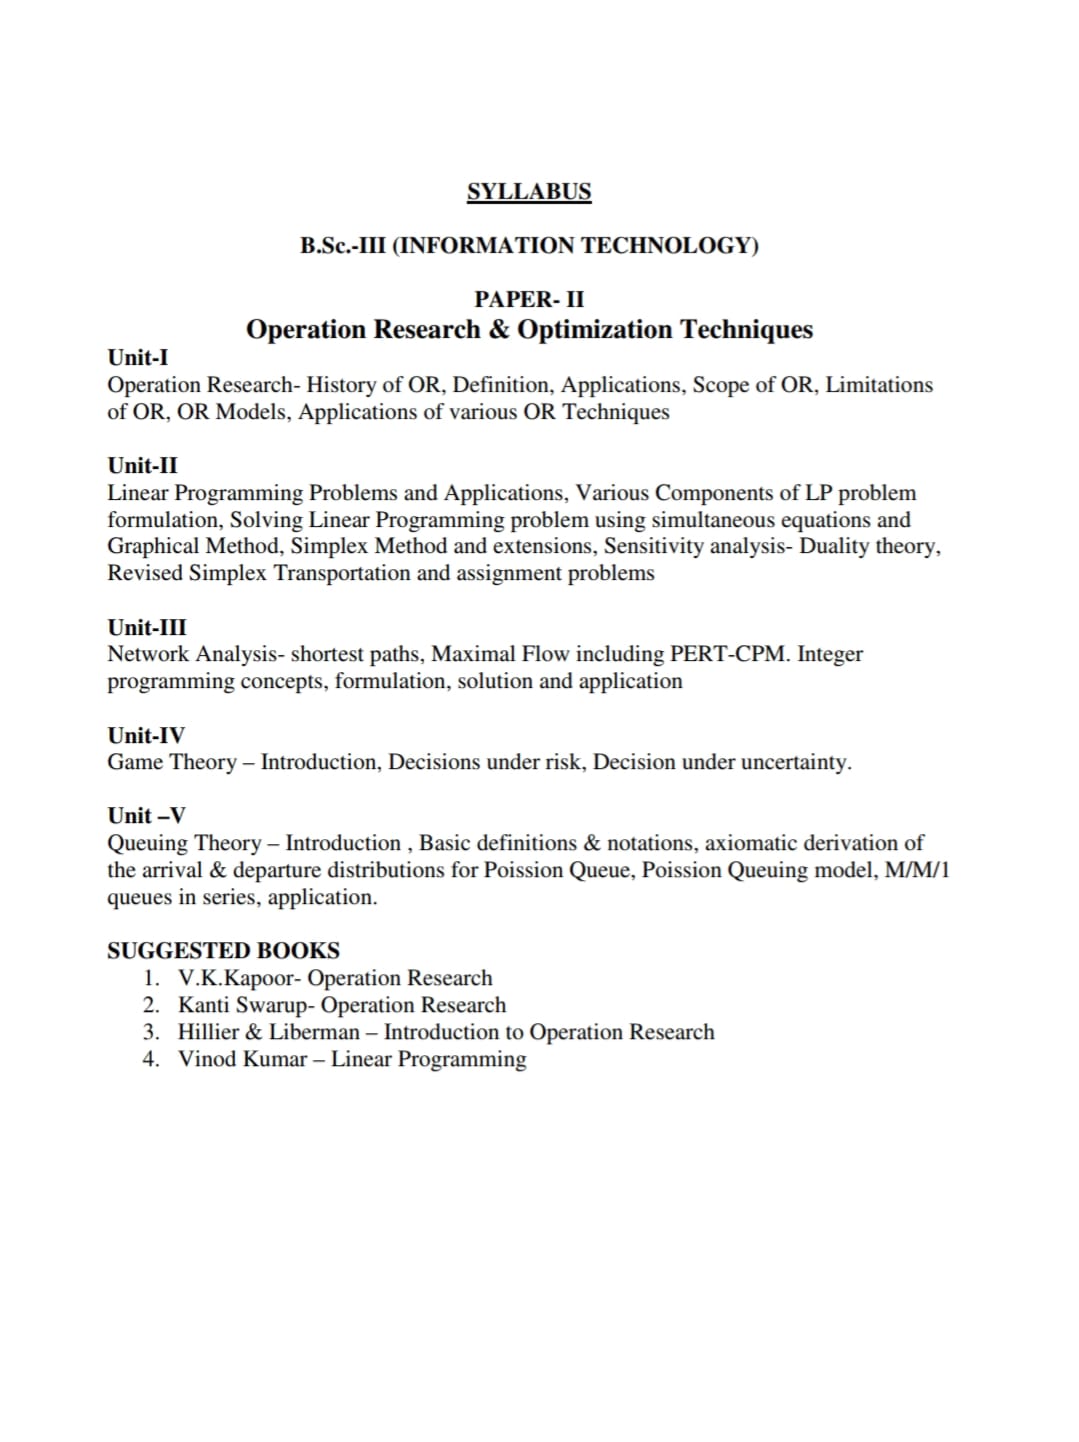 SYLLABUS
B.Sc.-III (INFORMATION TECHNOLOGY)
PAPER- II
Operation Research & Optimization Techniques
Unit-I
Operation Research- History of OR, Definition, Applications, Scope of OR, Limitations
of OR, OR Models, Applications of various OR Techniques
Unit-II
Linear Programming Problems and Applications, Various Components of LP problem
formulation, Solving Linear Programming problem using simultaneous equations and
Graphical Method, Simplex Method and extensions, Sensitivity analysis- Duality theory,
Revised Simplex Transportation and assignment problems
Unit-III
Network Analysis- shortest paths, Maximal Flow including PERT-CPM. Integer
programming concepts, formulation, solution and application
Unit-IV
Game Theory – Introduction, Decisions under risk, Decision under uncertainty.
Unit –V
Queuing Theory – Introduction , Basic definitions & notations, axiomatic derivation of
the arrival & departure distributions for Poission Queue, Poission Queuing model, M/M/1
queues in series, application.
SUGGESTED BOOKS
1. V.K.Kapoor- Operation Research
2. Kanti Swarup- Operation Research
3. Hillier & Liberman – Introduction to Operation Research
4. Vinod Kumar – Linear Programming